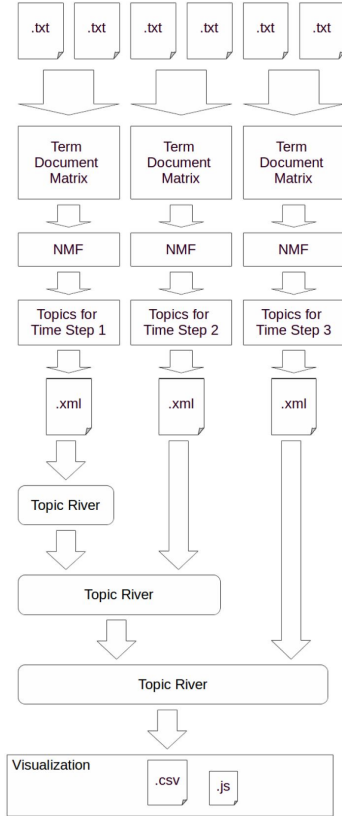 .txt .txt .txt .txt .txt .txt
Term Term Term
Document Document Document
Matrix Matrix Matrix
NMF NMF NMF
Topics for Topics for Topics for
Time Step 1 Time Step 2 Time Step 3
.xml .xml .xml
Topic River
Topic River
Topic River
Visualization
.csv .js